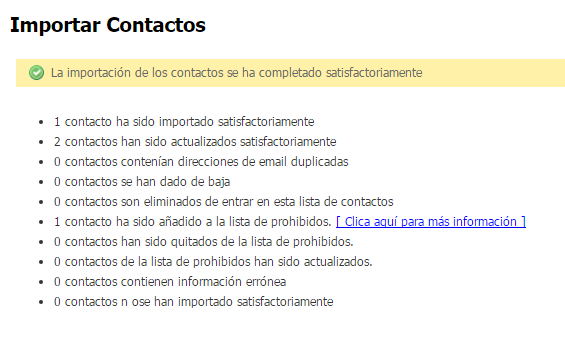 Importar Contactos
La importación de los contactos se ha completado satisfactoriamente
1 contacto ha sido importado satisfactoriamente
2 contactos han sido actualizados satisfactoriamente
0 contactos contenían direcciones de email duplicadas
0 contactos se han dado de baja
0 contactos son eliminados de entrar en esta lista de contactos
1 contacto ha sido añadido a la lista de prohibidos. [ Clica aquí para más información ]
0 contactos han sido quitados de la lista de prohibidos.
0 contactos de la lista de prohibidos han sido actualizados.
0 contactos contienen información errónea
0 contactos n ose han importado satisfactoriamente